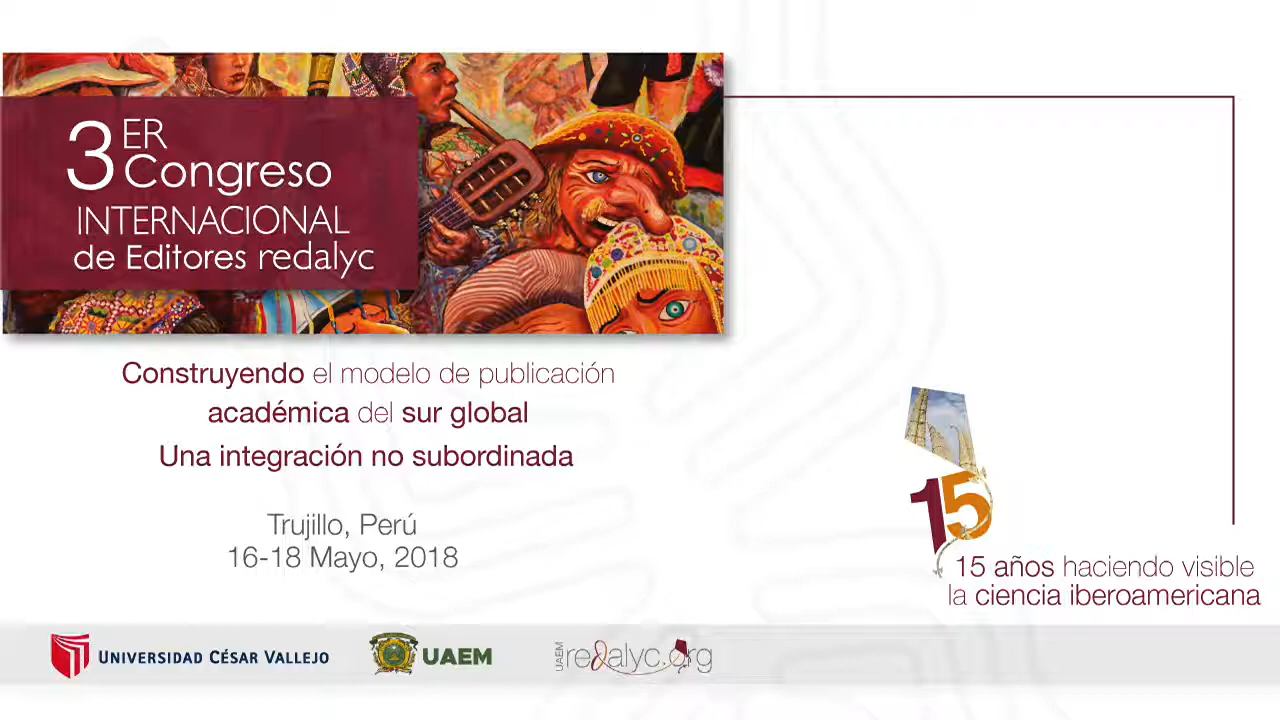 3ER
Congreso
INTERNACIONAL
de Editores redalyc
Construyendo el modelo de publicación
académica del sur global
Una integración no subordinada
Trujillo, Perú
16-18 Mayo, 2018
15
15 años haciendo visible
la ciencia iberoamericana
UNIVERSIDAD CÉSAR VALLEJO
UAEM
UAEM redalyc.org